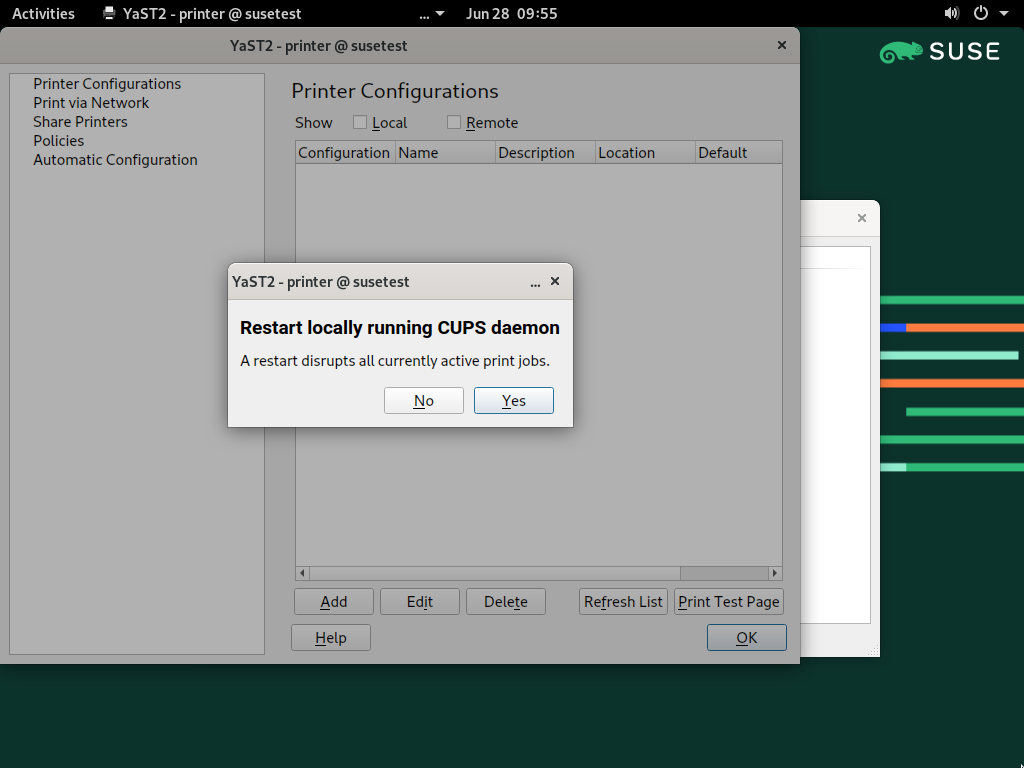 Activities YaST2 - printer @ susetest ... Jun 28 09:55
YaST2 - printer @ susetest
SUSE
Printer Configurations
Print via Network
Share Printers
Policies
Automatic Configuration
Printer Configurations
Show Local Remote
Configuration Name Description Location Default
YaST2 - printer @ susetest ...
Restart locally running CUPS daemon
A restart disrupts all currently active print jobs.
No Yes
Add Edit Delete Refresh List Print Test Page
Help OK